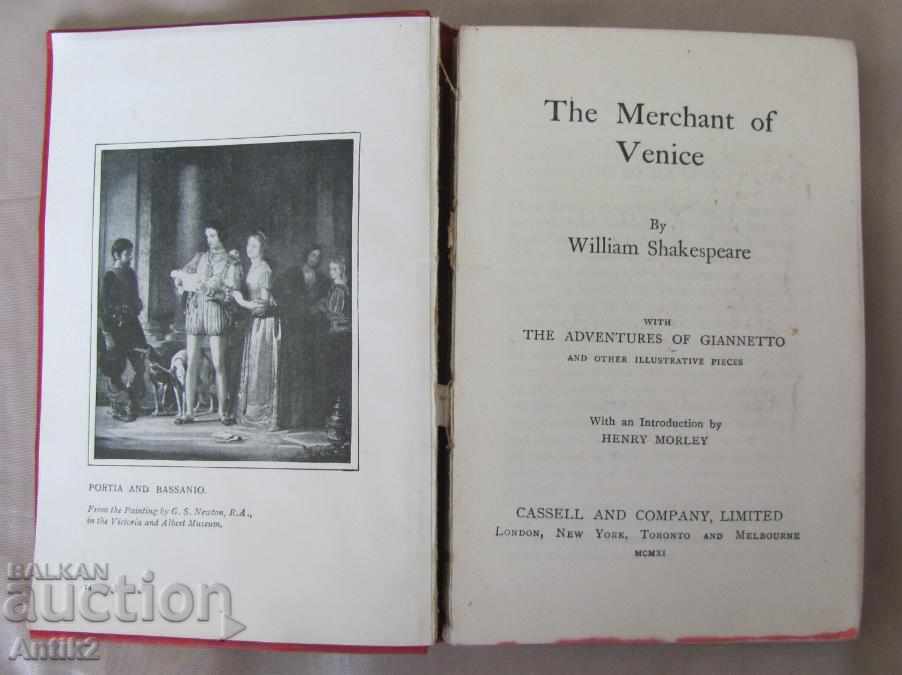 PORTIA AND BASSANIO.
From the Painting by G. S. Newton, R.A.,
in the Victoria and Albert Museum.
The Merchant of
Venice
By
William Shakespeare
WITH
THE ADVENTURES OF GIANNETTO
AND OTHER ILLUSTRATIVE PIECES
With an Introduction by
HENRY MORLEY
CASSELL AND COMPANY, LIMITED
LONDON, NEW YORK, TORONTO AND MELBOURNE
MCMXI
BALKAN
auction
Antik2